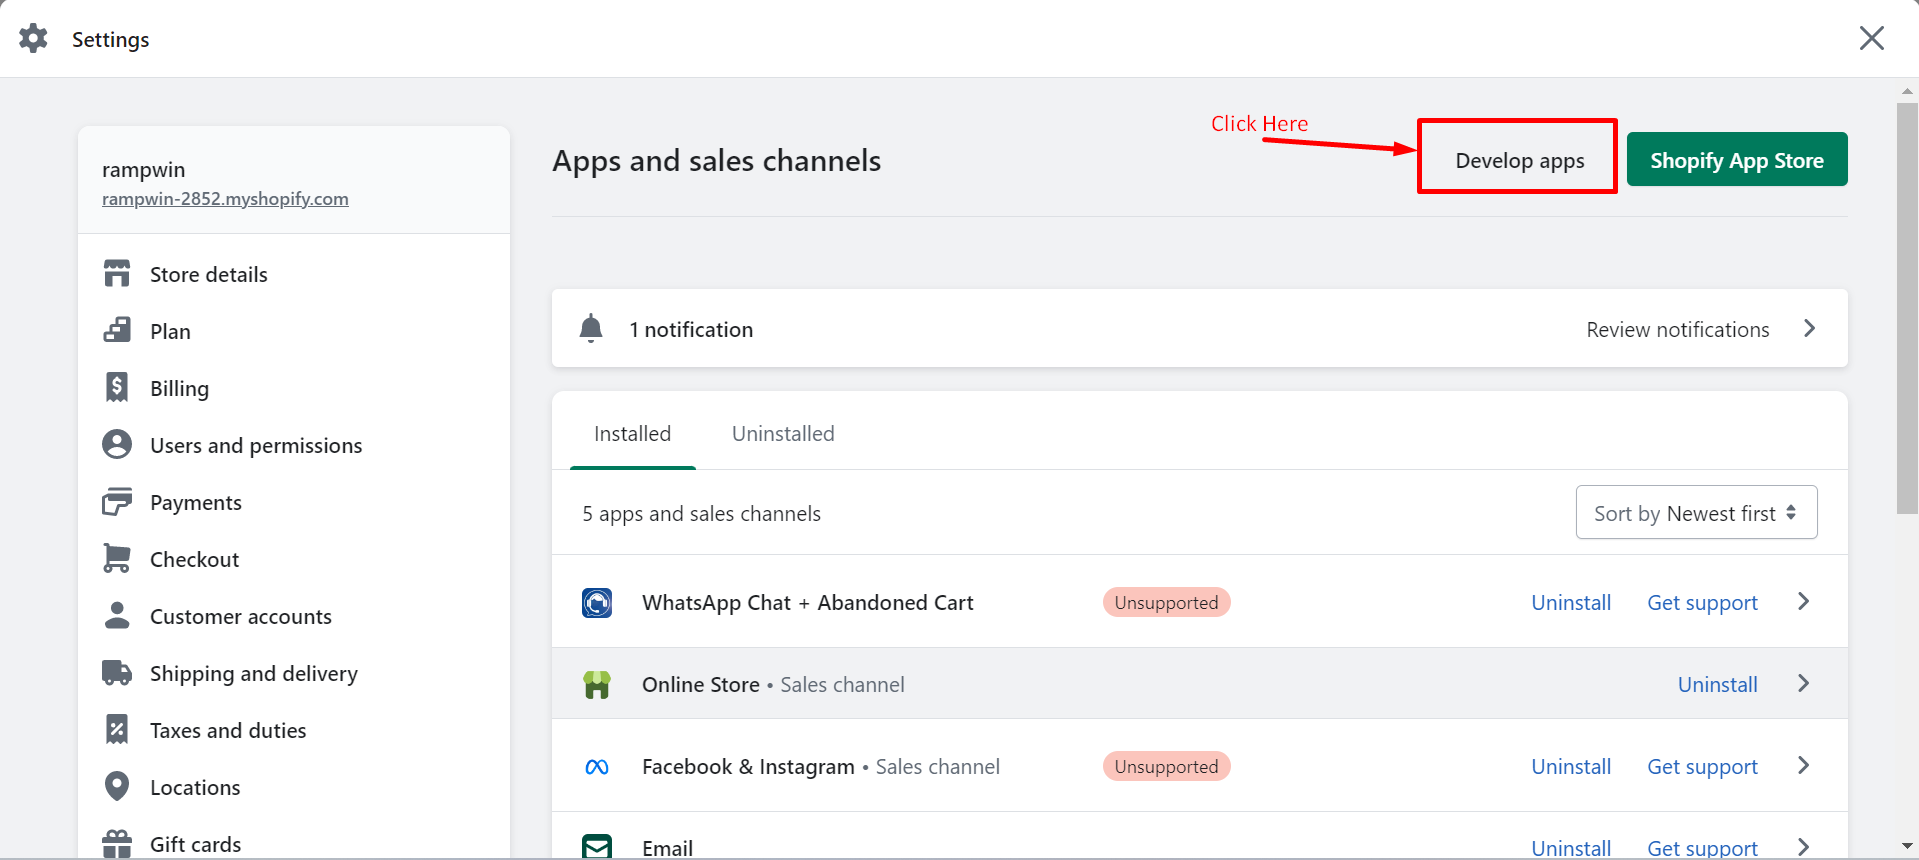 Settings
Click Here
Apps and sales channels
Develop apps
Shopify App Store
rampwin
rampwin-2852.myshopify.com
Store details
Plan
Billing
Users and permissions
Payments
Checkout
Customer accounts
Shipping and delivery
Taxes and duties
Locations
Gift cards
1 notification
Review notifications
Installed Uninstalled
5 apps and sales channels
Sort by Newest first
WhatsApp Chat + Abandoned Cart Unsupported Uninstall Get support
Online Store • Sales channel Uninstall
Facebook & Instagram • Sales channel Unsupported Uninstall Get support
Email Uninstall Get support